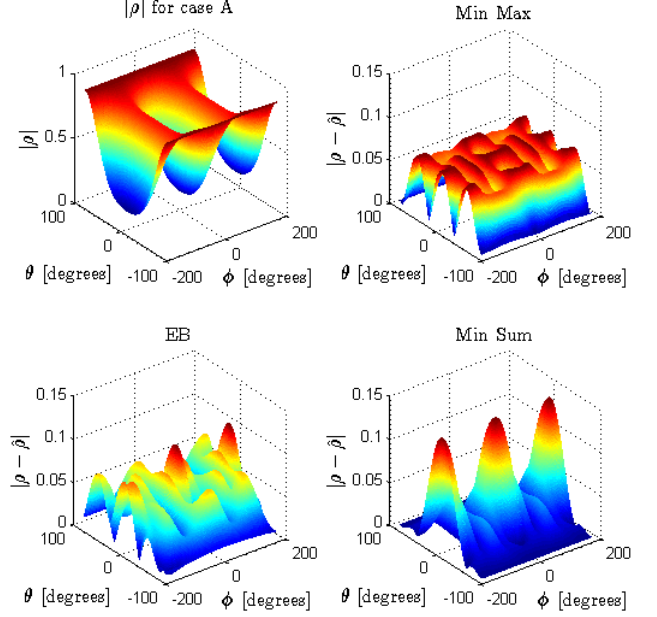 |ρ| for case A
Min Max
1
0.5
0
|ρ|
100
0
-100
θ [degrees]
-200
0
200
φ [degrees]
0.15
0.1
0.05
0
|ρ − ρ̂|
100
0
-100
θ [degrees]
-200
0
200
φ [degrees]
EB
Min Sum
0.15
0.1
0.05
0
|ρ − ρ̂|
100
0
-100
θ [degrees]
-200
0
200
φ [degrees]
0.15
0.1
0.05
0
|ρ − ρ̂|
100
0
-100
θ [degrees]
-200
0
200
φ [degrees]